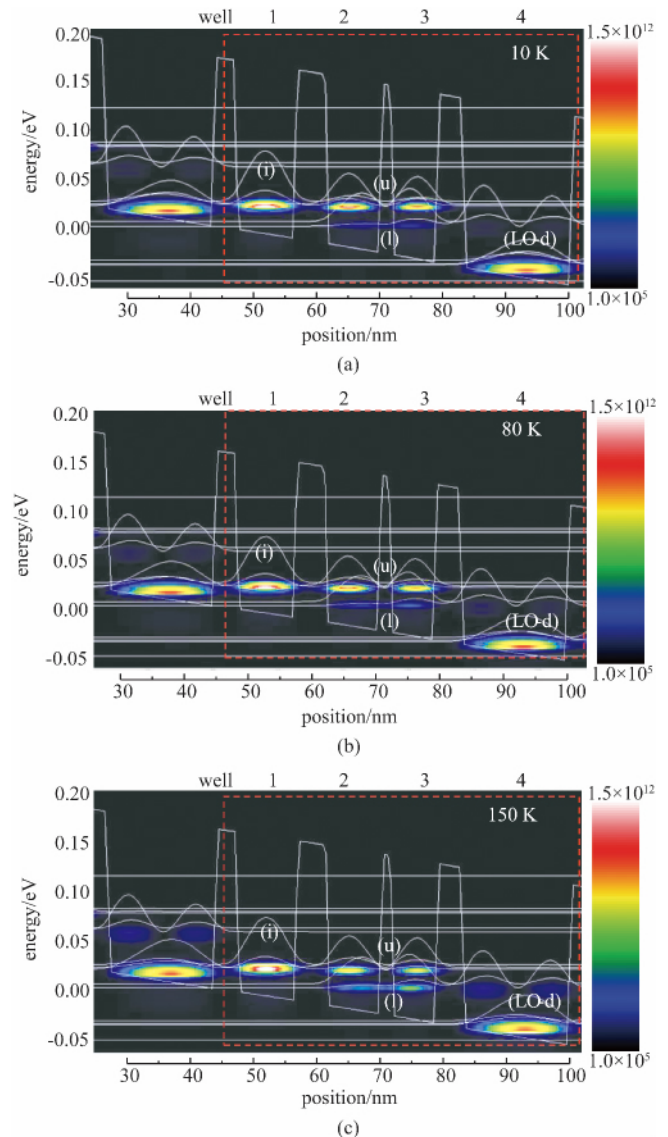 well 1 2 3 4
0.20
0.15
0.10
0.05
0.00
-0.05
energy/eV
10 K
(i)
(u)
(l)
(LO-d)
1.5×10¹²
1.0×10⁵
30 40 50 60 70 80 90 100
position/nm
(a)
well 1 2 3 4
0.20
0.15
0.10
0.05
0.00
-0.05
energy/eV
80 K
(i)
(u)
(l)
(LO-d)
1.5×10¹²
1.0×10⁵
30 40 50 60 70 80 90 100
position/nm
(b)
well 1 2 3 4
0.20
0.15
0.10
0.05
0.00
-0.05
energy/eV
150 K
(i)
(u)
(l)
(LO-d)
1.5×10¹²
1.0×10⁵
30 40 50 60 70 80 90 100
position/nm
(c)